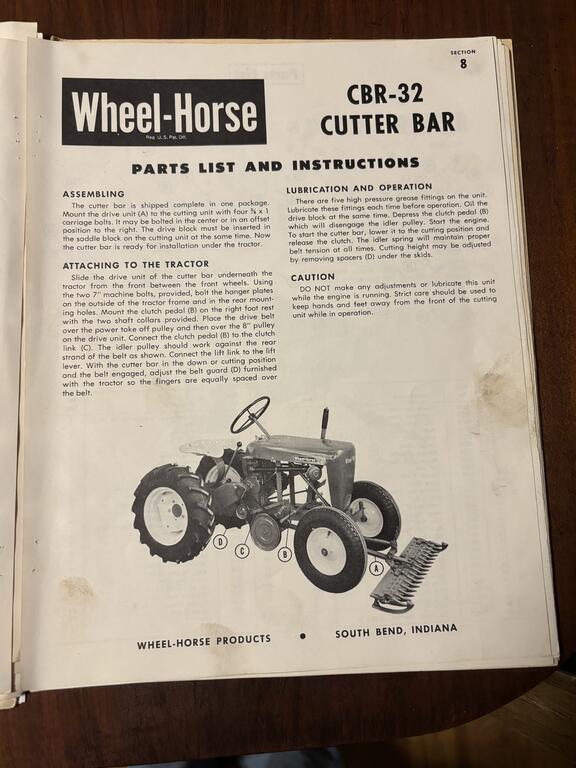 SECTION
8
Wheel-Horse
Reg. U.S. Pat. Off.
CBR-32
CUTTER BAR
PARTS LIST AND INSTRUCTIONS
ASSEMBLING
The cutter bar is shipped complete in one package.
Mount the drive unit (A) to the cutting unit with four ⅜ x 1
carriage bolts. It may be bolted in the center or in an offset
position to the right. The drive block must be inserted in
the saddle block on the cutting unit at the same time. Now
the cutter bar is ready for installation under the tractor.
ATTACHING TO THE TRACTOR
Slide the drive unit of the cutter bar underneath the
tractor from the front between the front wheels. Using
the two 7" machine bolts, provided, bolt the hanger plates
on the outside of the tractor frame and in the rear mount-
ing holes. Mount the clutch pedal (B) on the right foot rest
with the two shaft collars provided. Place the drive belt
over the power take off pulley and then over the 8" pulley
on the drive unit. Connect the clutch pedal (B) to the clutch
link (C). The idler pulley should work against the rear
strand of the belt as shown. Connect the lift link to the lift
lever. With the cutter bar in the down or cutting position
and the belt engaged, adjust the belt guard (D) furnished
with the tractor so the fingers are equally spaced over
the belt.
LUBRICATION AND OPERATION
There are five high pressure grease fittings on the unit.
Lubricate these fittings each time before operation. Oil the
drive block at the same time. Depress the clutch pedal (B)
which will disengage the idler pulley. Start the engine.
To start the cutter bar, lower it to the cutting position and
release the clutch. The idler spring will maintain proper
belt tension at all times. Cutting height may be adjusted
by removing spacers (D) under the skids.
CAUTION
DO NOT make any adjustments or lubricate this unit
while the engine is running. Strict care should be used to
keep hands and feet away from the front of the cutting
unit while in operation.
D
C
B
A
WHEEL-HORSE PRODUCTS • SOUTH BEND, INDIANA